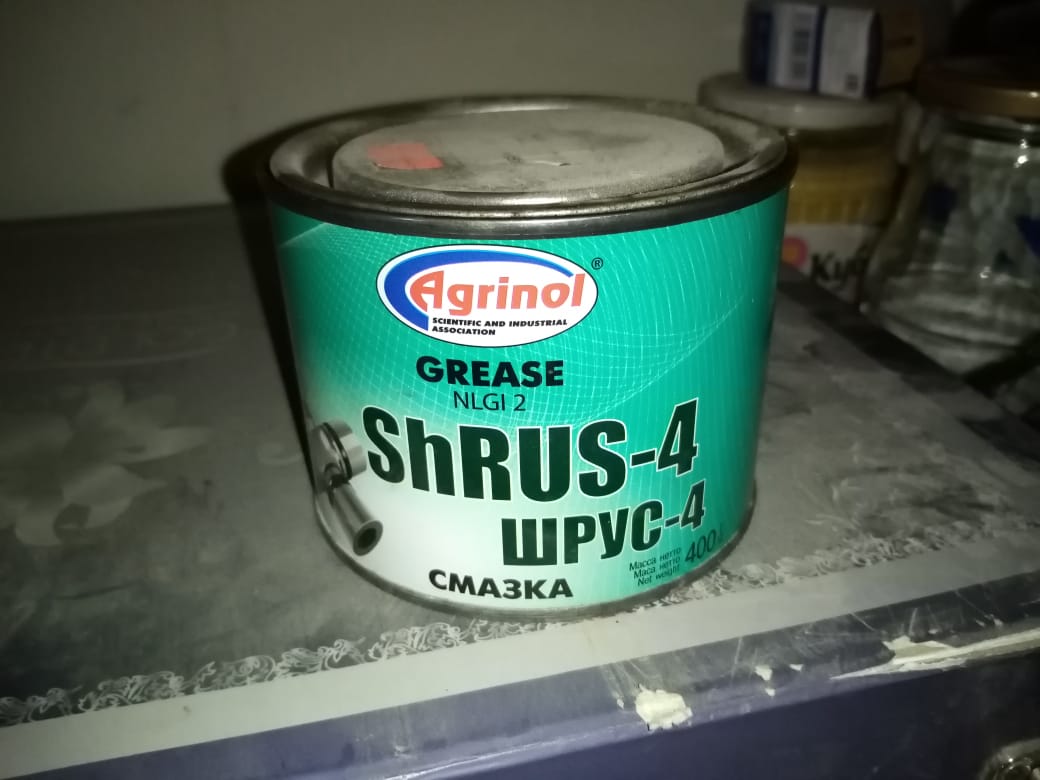 Agrinol®
SCIENTIFIC AND INDUSTRIAL
ASSOCIATION
GREASE
NLGI 2
ShRUS-4
ШРУС-4
Масса нетто
Маса нетто
Net weight
400
СМАЗКА